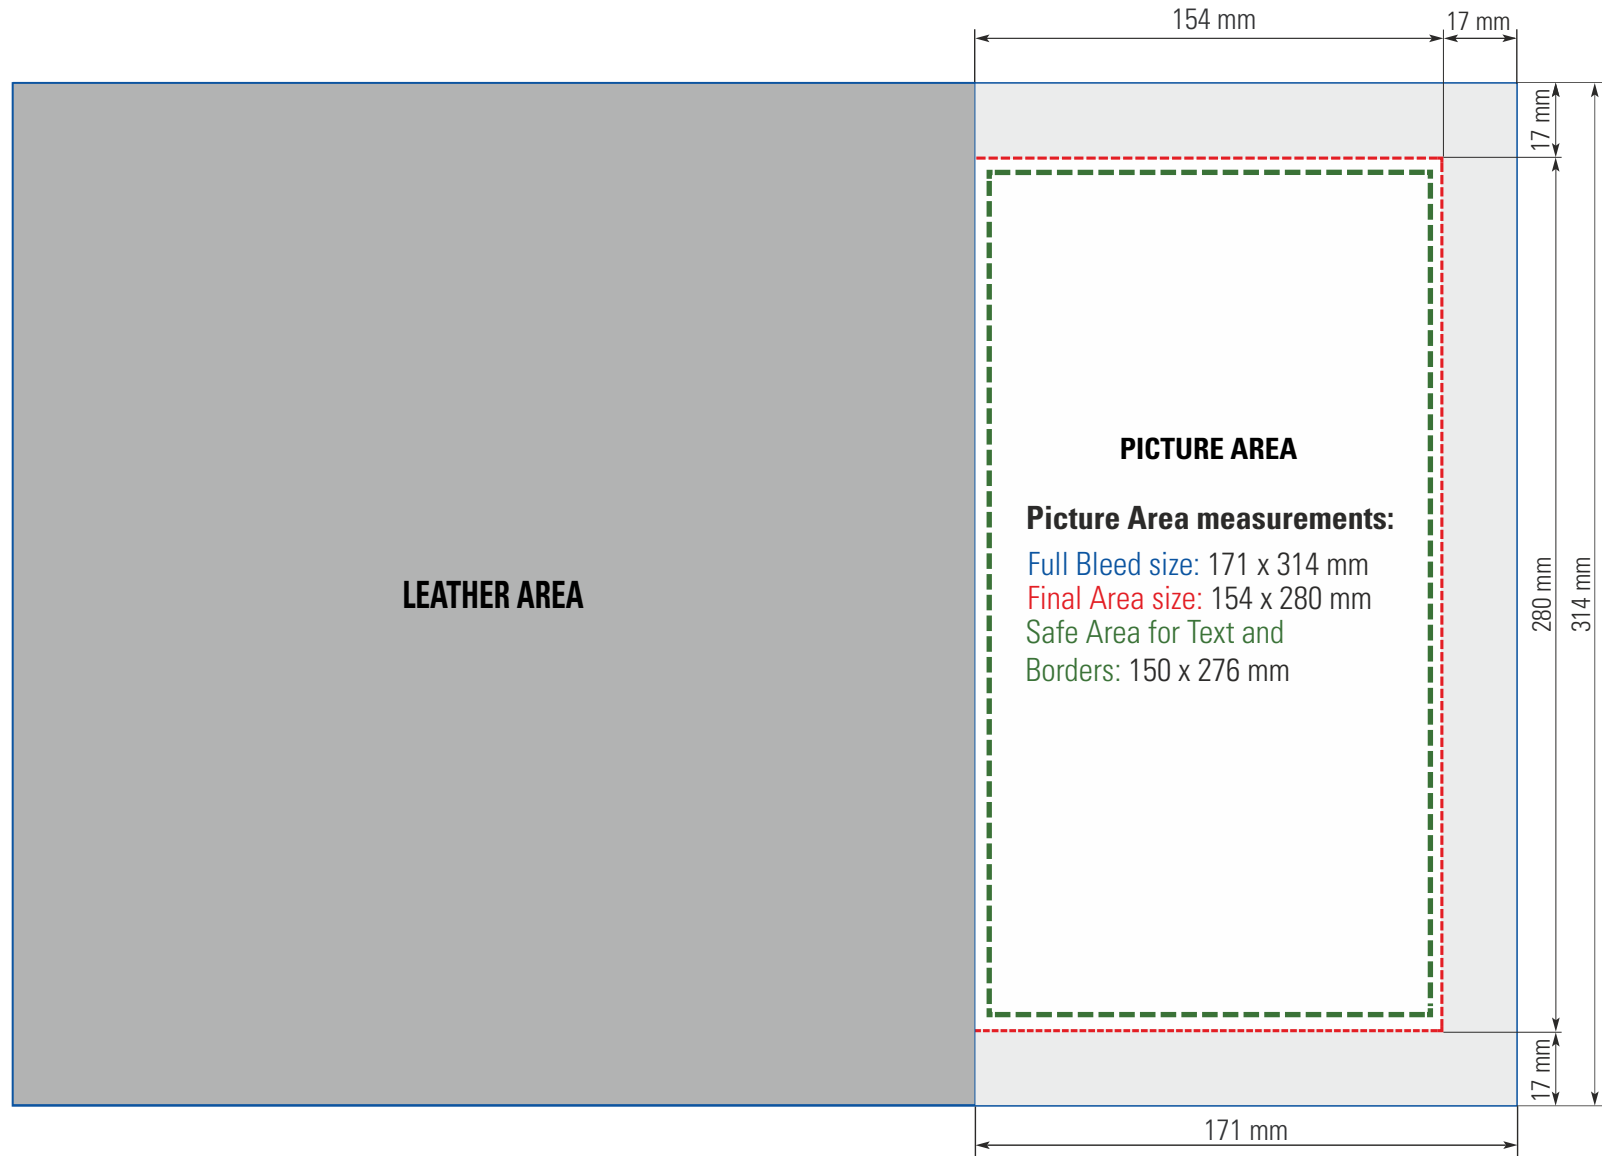 154 mm
17 mm
17 mm
LEATHER AREA
PICTURE AREA
Picture Area measurements:
Full Bleed size: 171 x 314 mm
Final Area size: 154 x 280 mm
Safe Area for Text and
Borders: 150 x 276 mm
280 mm
314 mm
17 mm
171 mm